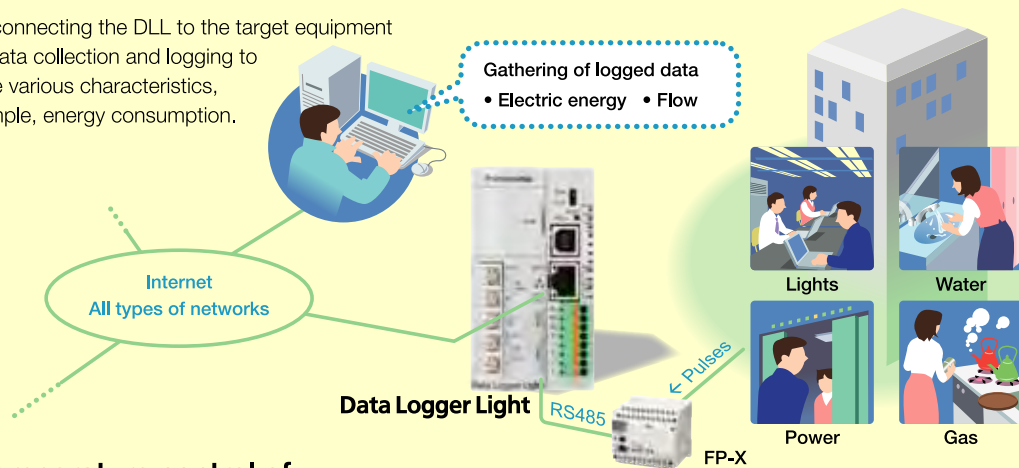 connecting the DLL to the target equipment
ata collection and logging to
e various characteristics,
mple, energy consumption.
Gathering of logged data
• Electric energy • Flow
Internet
All types of networks
Lights
Water
← Pulses
Data Logger Light
RS485
FP-X
Power
Gas
control of